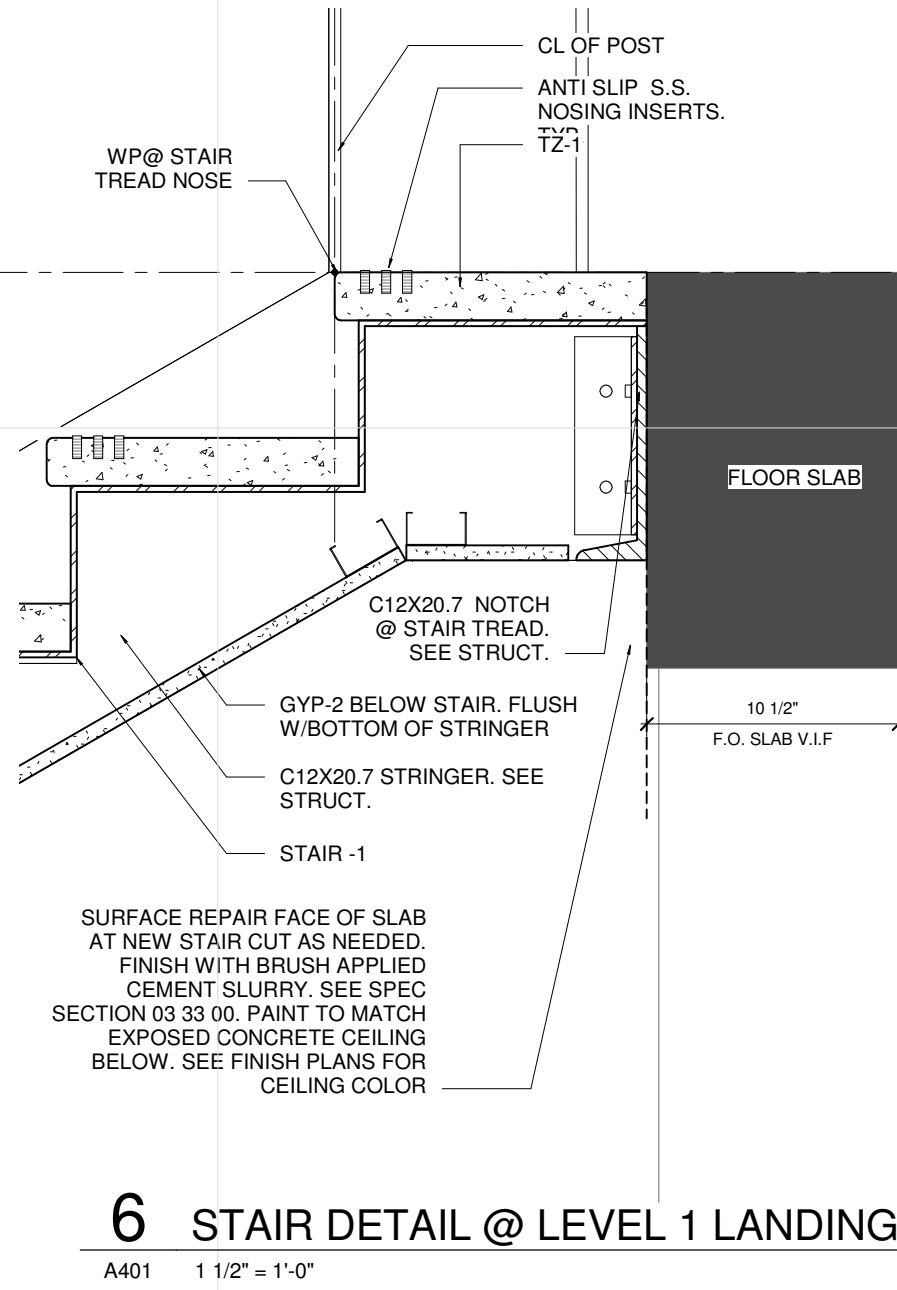 CL OF POST
ANTI SLIP S.S.
NOSING INSERTS.
TYP
TZ-1
WP@ STAIR
TREAD NOSE
FLOOR SLAB
C12X20.7 NOTCH
@ STAIR TREAD.
SEE STRUCT.
GYP-2 BELOW STAIR. FLUSH
W/BOTTOM OF STRINGER
10 1/2"
F.O. SLAB V.I.F
C12X20.7 STRINGER. SEE
STRUCT.
STAIR -1
SURFACE REPAIR FACE OF SLAB
AT NEW STAIR CUT AS NEEDED.
FINISH WITH BRUSH APPLIED
CEMENT SLURRY. SEE SPEC
SECTION 03 33 00. PAINT TO MATCH
EXPOSED CONCRETE CEILING
BELOW. SEE FINISH PLANS FOR
CEILING COLOR
6 STAIR DETAIL @ LEVEL 1 LANDING
A401 1 1/2" = 1'-0"